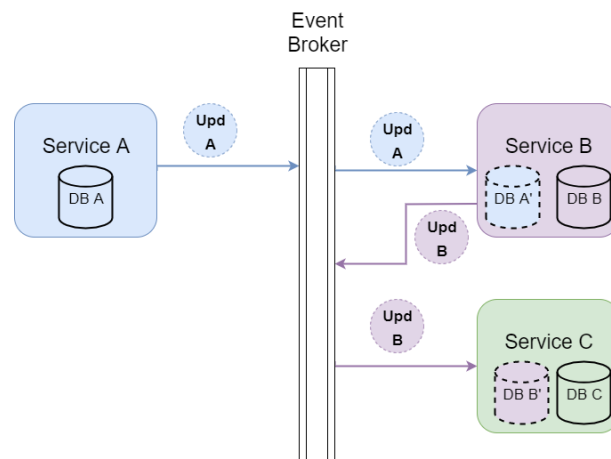 Event
Broker
Service A
DB A
Upd
A
Upd
A
Service B
DB A'
DB B
Upd
B
Upd
B
Service C
DB B'
DB C